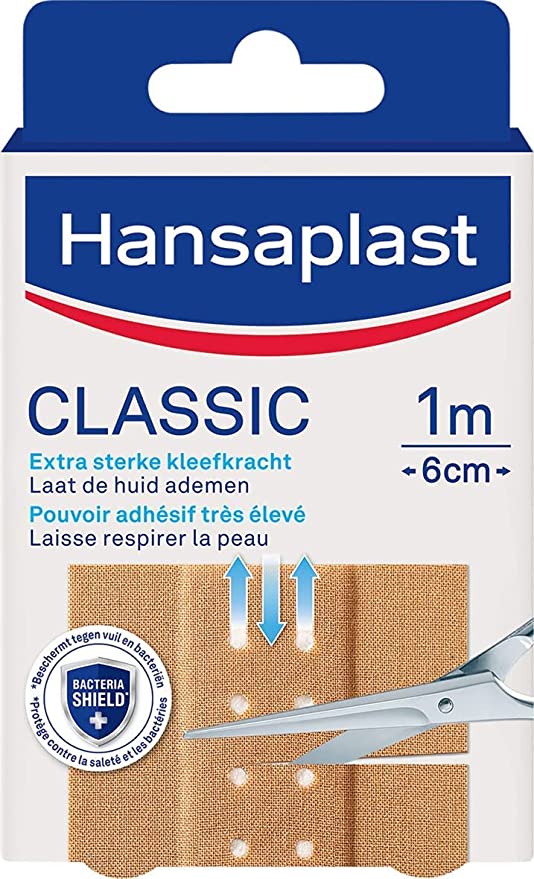 Hansaplast
CLASSIC
1m
6cm
Extra sterke kleefkracht
Laat de huid ademen
Pouvoir adhésif très élevé
Laisse respirer la peau
*Beschermt tegen vuil en bacteriën
BACTERIA
SHIELD*
*Protège contre la saleté et les bactéries